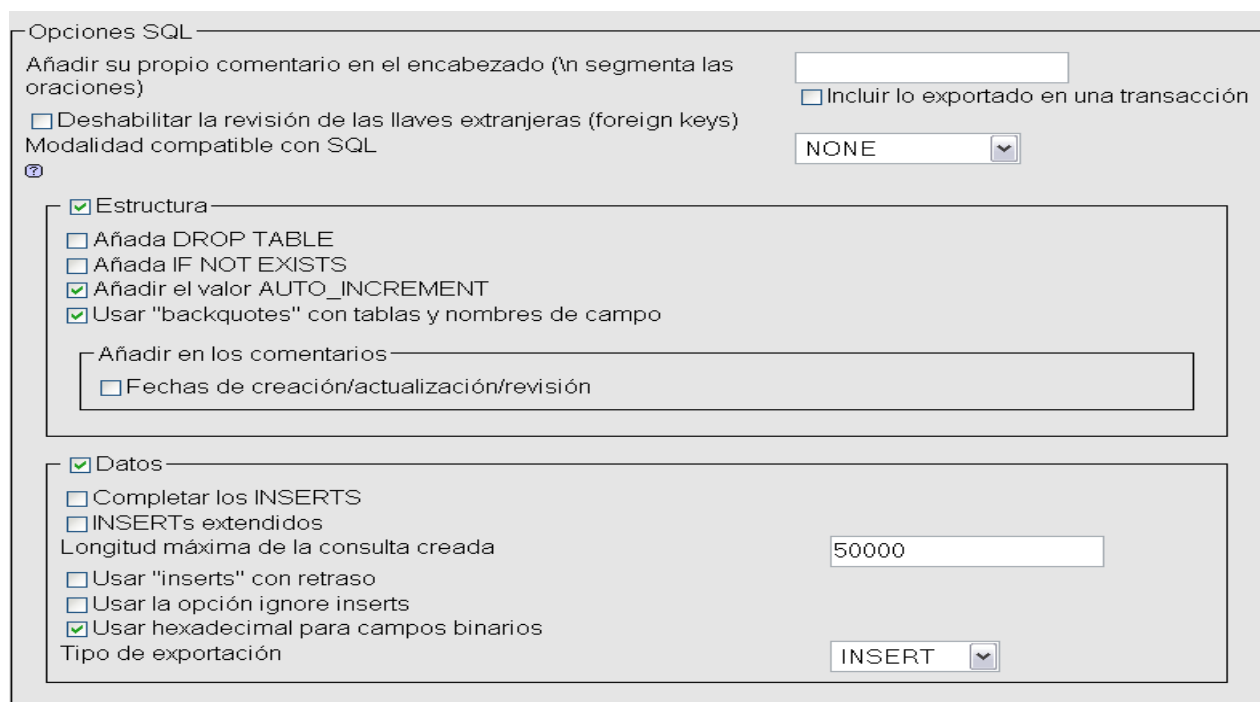 Opciones SQL
Añadir su propio comentario en el encabezado (\n segmenta las
oraciones)
Incluir lo exportado en una transacción
Deshabilitar la revisión de las llaves extranjeras (foreign keys)
Modalidad compatible con SQL
NONE
?
Estructura
Añada DROP TABLE
Añada IF NOT EXISTS
Añadir el valor AUTO_INCREMENT
Usar "backquotes" con tablas y nombres de campo
Añadir en los comentarios
Fechas de creación/actualización/revisión
Datos
Completar los INSERTS
INSERTs extendidos
Longitud máxima de la consulta creada
50000
Usar "inserts" con retraso
Usar la opción ignore inserts
Usar hexadecimal para campos binarios
Tipo de exportación
INSERT